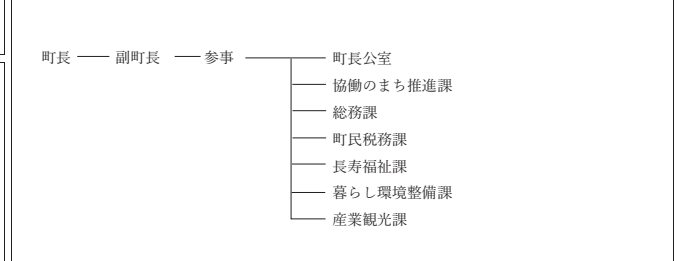 町長 副町長 参事 町長公室
協働のまち推進課
総務課
町民税務課
長寿福祉課
暮らし環境整備課
産業観光課